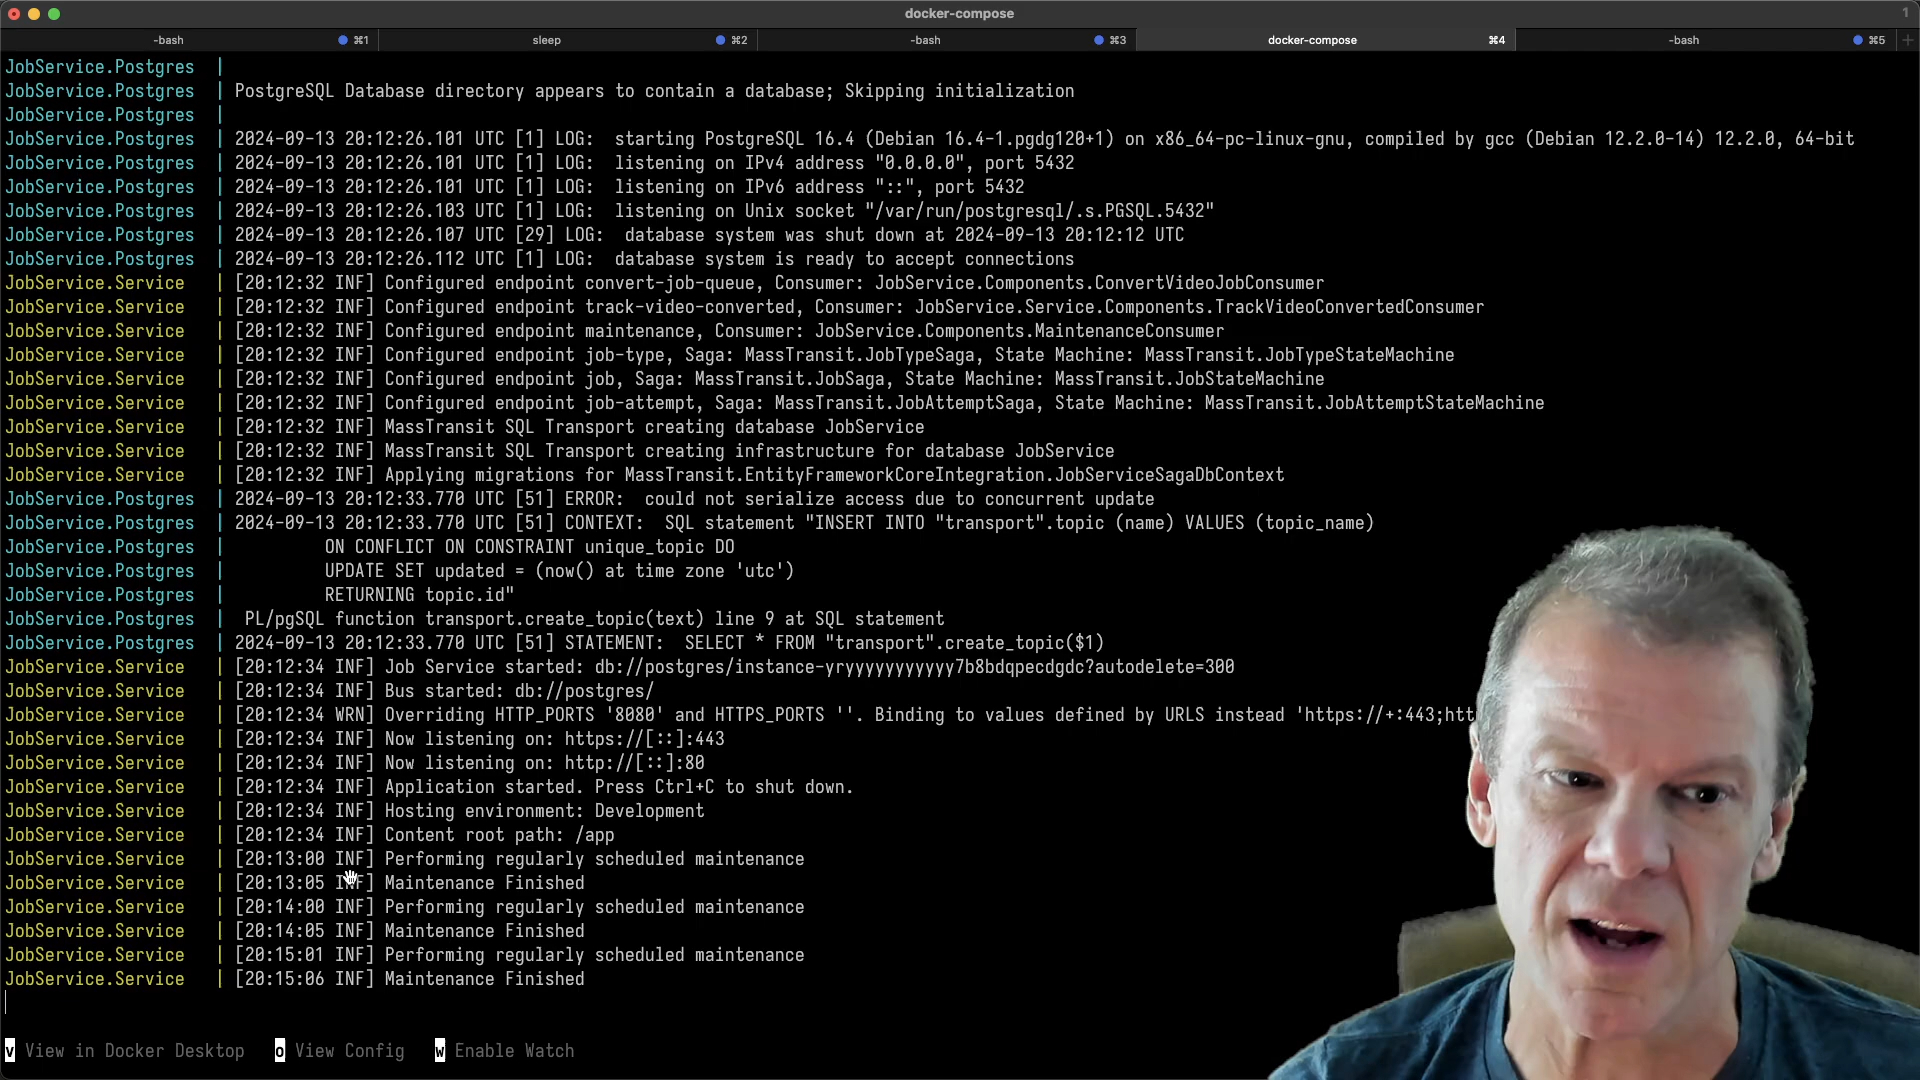 docker-compose
1
-bash ⌘1 sleep ⌘2 -bash ⌘3 docker-compose ⌘4 -bash ⌘5 +
JobService.Postgres |
JobService.Postgres | PostgreSQL Database directory appears to contain a database; Skipping initialization
JobService.Postgres |
JobService.Postgres | 2024-09-13 20:12:26.101 UTC [1] LOG:  starting PostgreSQL 16.4 (Debian 16.4-1.pgdg120+1) on x86_64-pc-linux-gnu, compiled by gcc (Debian 12.2.0-14) 12.2.0, 64-bit
JobService.Postgres | 2024-09-13 20:12:26.101 UTC [1] LOG:  listening on IPv4 address "0.0.0.0", port 5432
JobService.Postgres | 2024-09-13 20:12:26.101 UTC [1] LOG:  listening on IPv6 address "::", port 5432
JobService.Postgres | 2024-09-13 20:12:26.103 UTC [1] LOG:  listening on Unix socket "/var/run/postgresql/.s.PGSQL.5432"
JobService.Postgres | 2024-09-13 20:12:26.107 UTC [29] LOG:  database system was shut down at 2024-09-13 20:12:12 UTC
JobService.Postgres | 2024-09-13 20:12:26.112 UTC [1] LOG:  database system is ready to accept connections
JobService.Service | [20:12:32 INF] Configured endpoint convert-job-queue, Consumer: JobService.Components.ConvertVideoJobConsumer
JobService.Service | [20:12:32 INF] Configured endpoint track-video-converted, Consumer: JobService.Service.Components.TrackVideoConvertedConsumer
JobService.Service | [20:12:32 INF] Configured endpoint maintenance, Consumer: JobService.Components.MaintenanceConsumer
JobService.Service | [20:12:32 INF] Configured endpoint job-type, Saga: MassTransit.JobTypeSaga, State Machine: MassTransit.JobTypeStateMachine
JobService.Service | [20:12:32 INF] Configured endpoint job, Saga: MassTransit.JobSaga, State Machine: MassTransit.JobStateMachine
JobService.Service | [20:12:32 INF] Configured endpoint job-attempt, Saga: MassTransit.JobAttemptSaga, State Machine: MassTransit.JobAttemptStateMachine
JobService.Service | [20:12:32 INF] MassTransit SQL Transport creating database JobService
JobService.Service | [20:12:32 INF] MassTransit SQL Transport creating infrastructure for database JobService
JobService.Service | [20:12:32 INF] Applying migrations for MassTransit.EntityFrameworkCoreIntegration.JobServiceSagaDbContext
JobService.Postgres | 2024-09-13 20:12:33.770 UTC [51] ERROR:  could not serialize access due to concurrent update
JobService.Postgres | 2024-09-13 20:12:33.770 UTC [51] CONTEXT:  SQL statement "INSERT INTO "transport".topic (name) VALUES (topic_name)
JobService.Postgres | ON CONFLICT ON CONSTRAINT unique_topic DO
JobService.Postgres | UPDATE SET updated = (now() at time zone 'utc')
JobService.Postgres | RETURNING topic.id"
JobService.Postgres | PL/pgSQL function transport.create_topic(text) line 9 at SQL statement
JobService.Postgres | 2024-09-13 20:12:33.770 UTC [51] STATEMENT:  SELECT * FROM "transport".create_topic($1)
JobService.Service | [20:12:34 INF] Job Service started: db://postgres/instance-yryyyyyyyyyyy7b8bdqpecdgdc?autodelete=300
JobService.Service | [20:12:34 INF] Bus started: db://postgres/
JobService.Service | [20:12:34 WRN] Overriding HTTP_PORTS '8080' and HTTPS_PORTS ''. Binding to values defined by URLS instead 'https://+:443;htt
JobService.Service | [20:12:34 INF] Now listening on: https://[::]:443
JobService.Service | [20:12:34 INF] Now listening on: http://[::]:80
JobService.Service | [20:12:34 INF] Application started. Press Ctrl+C to shut down.
JobService.Service | [20:12:34 INF] Hosting environment: Development
JobService.Service | [20:12:34 INF] Content root path: /app
JobService.Service | [20:13:00 INF] Performing regularly scheduled maintenance
JobService.Service | [20:13:05 INF] Maintenance Finished
JobService.Service | [20:14:00 INF] Performing regularly scheduled maintenance
JobService.Service | [20:14:05 INF] Maintenance Finished
JobService.Service | [20:15:01 INF] Performing regularly scheduled maintenance
JobService.Service | [20:15:06 INF] Maintenance Finished
v View in Docker Desktop o View Config w Enable Watch